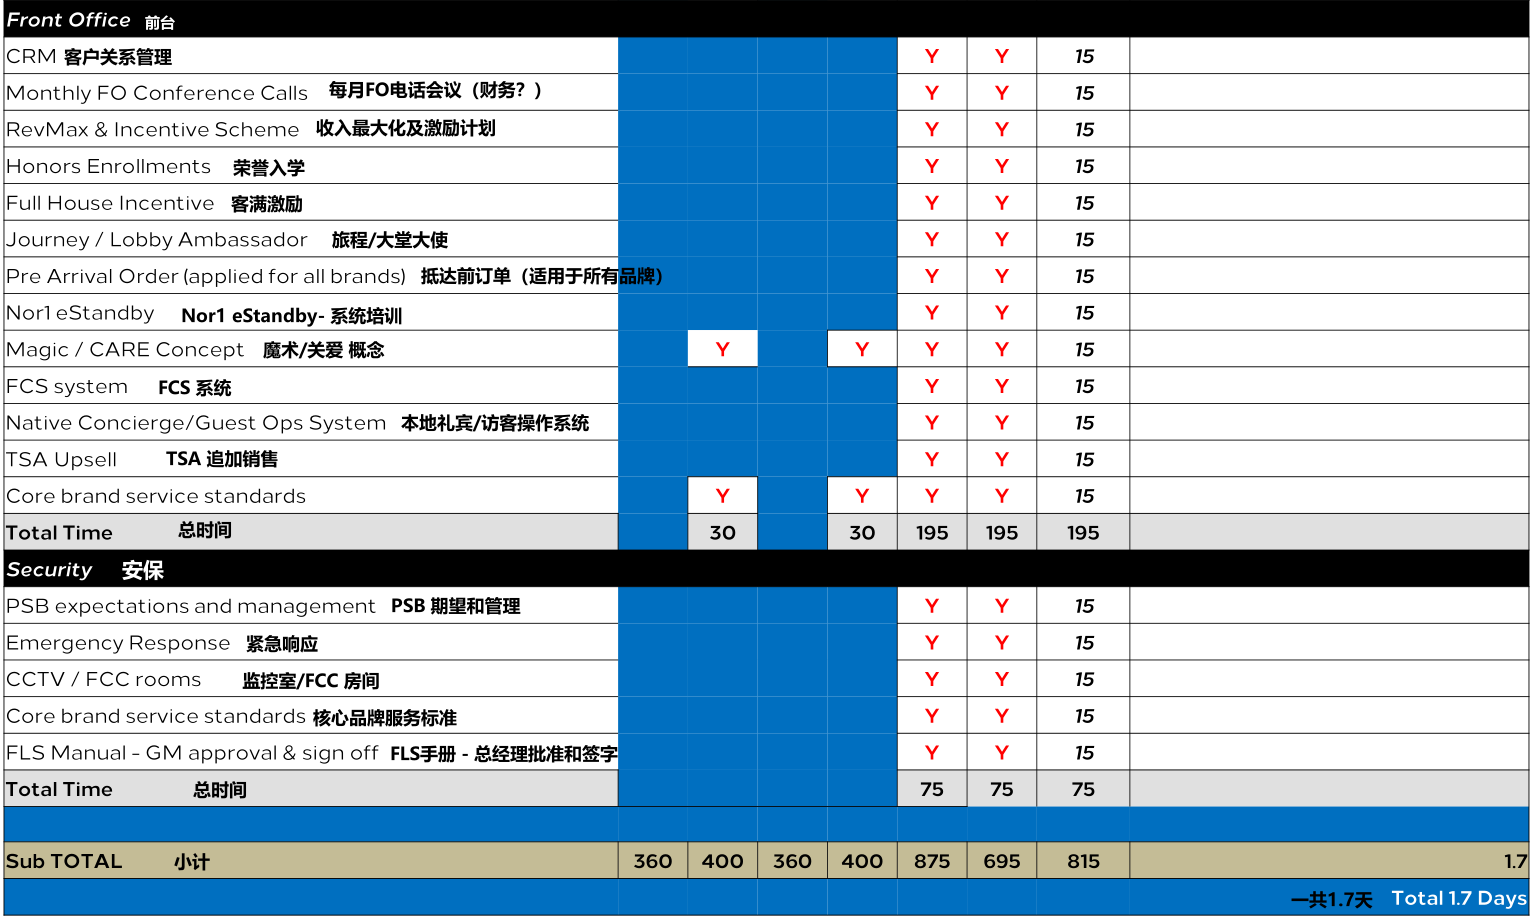 Front Office 前台
CRM 客户关系管理 Y Y 15
Monthly FO Conference Calls 每月FO电话会议（财务？） Y Y 15
RevMax & Incentive Scheme 收入最大化及激励计划 Y Y 15
Honors Enrollments 荣誉入学 Y Y 15
Full House Incentive 客满激励 Y Y 15
Journey / Lobby Ambassador 旅程/大堂大使 Y Y 15
Pre Arrival Order (applied for all brands) 抵达前订单（适用于所有品牌） Y Y 15
Nor1 eStandby Nor1 eStandby- 系统培训 Y Y 15
Magic / CARE Concept 魔术/关爱 概念 Y Y Y Y 15
FCS system FCS 系统 Y Y 15
Native Concierge/Guest Ops System 本地礼宾/访客操作系统 Y Y 15
TSA Upsell TSA 追加销售 Y Y 15
Core brand service standards Y Y Y Y 15
Total Time 总时间 30 30 195 195 195
Security 安保
PSB expectations and management PSB 期望和管理 Y Y 15
Emergency Response 紧急响应 Y Y 15
CCTV / FCC rooms 监控室/FCC 房间 Y Y 15
Core brand service standards 核心品牌服务标准 Y Y 15
FLS Manual - GM approval & sign off FLS手册 - 总经理批准和签字 Y Y 15
Total Time 总时间 75 75 75
Sub TOTAL 小计 360 400 360 400 875 695 815 1.7
一共1.7天 Total 1.7 Days